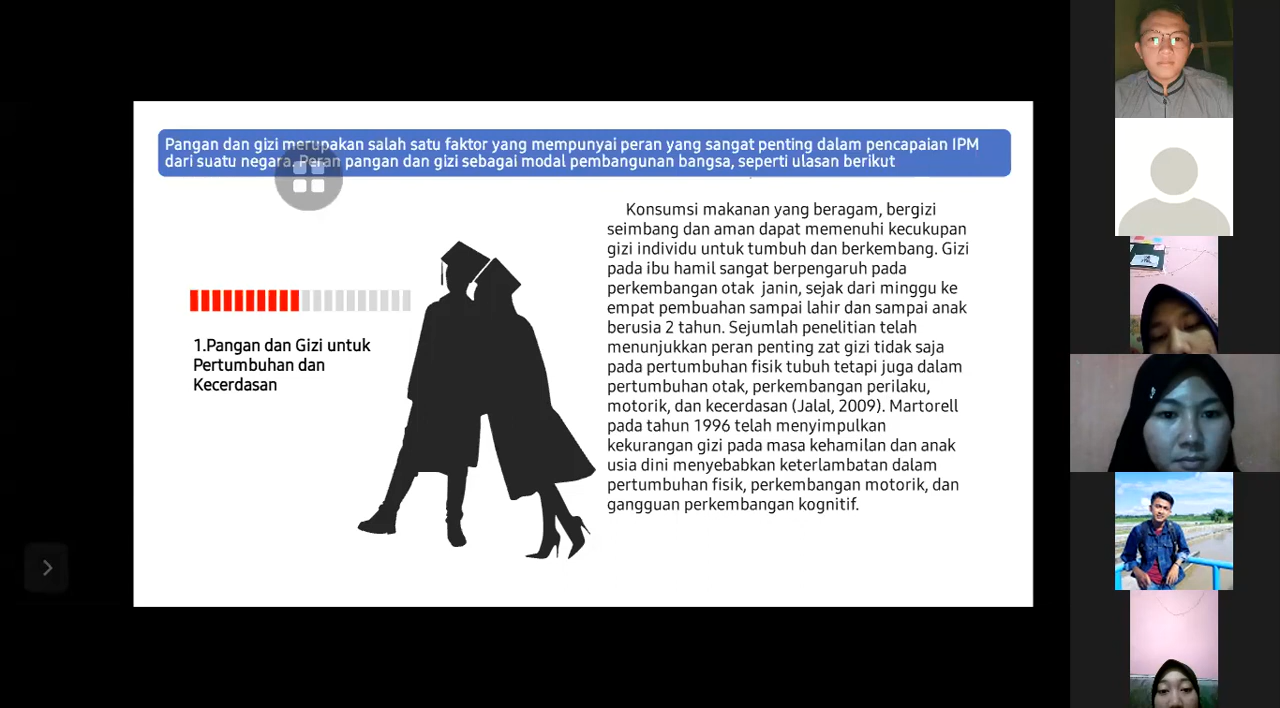 Pangan dan gizi merupakan salah satu faktor yang mempunyai peran yang sangat penting dalam pencapaian IPM
dari suatu negara. Peran pangan dan gizi sebagai modal pembangunan bangsa, seperti ulasan berikut
1.Pangan dan Gizi untuk
Pertumbuhan dan
Kecerdasan
Konsumsi makanan yang beragam, bergizi
seimbang dan aman dapat memenuhi kecukupan
gizi individu untuk tumbuh dan berkembang. Gizi
pada ibu hamil sangat berpengaruh pada
perkembangan otak janin, sejak dari minggu ke
empat pembuahan sampai lahir dan sampai anak
berusia 2 tahun. Sejumlah penelitian telah
menunjukkan peran penting zat gizi tidak saja
pada pertumbuhan fisik tubuh tetapi juga dalam
pertumbuhan otak, perkembangan perilaku,
motorik, dan kecerdasan (Jalal, 2009). Martorell
pada tahun 1996 telah menyimpulkan
kekurangan gizi pada masa kehamilan dan anak
usia dini menyebabkan keterlambatan dalam
pertumbuhan fisik, perkembangan motorik, dan
gangguan perkembangan kognitif.